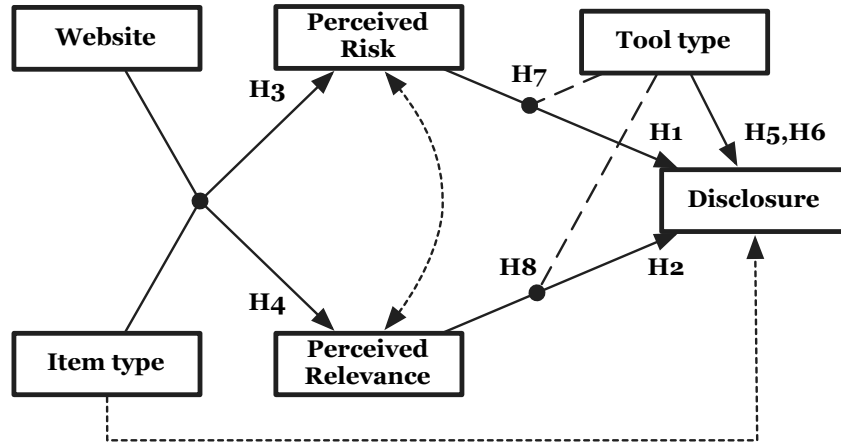 Website
Perceived
Risk
Tool type
H7
H3
H1
H5,H6
Disclosure
H8
H2
H4
Item type
Perceived
Relevance